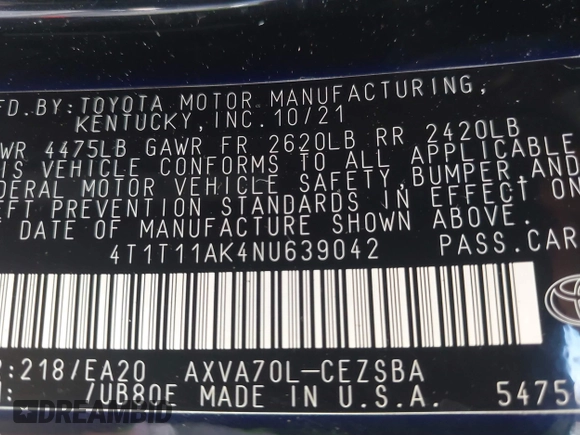 FD. BY: TOYOTA MOTOR MANUFACTURING,
KENTUCKY, INC. 10/21
WR 4475LB GAWR FR 2620LB RR 2420LB
IS VEHICLE CONFORMS TO ALL APPLICABLE
DERAL MOTOR VEHICLE SAFETY, BUMPER, AND
EFT PREVENTION STANDARDS IN EFFECT ON
DATE OF MANUFACTURE SHOWN ABOVE.
4T1T11AK4NU639042 PASS. CAR
:218/EA20 AXVA70L-CEZSBA
: /UB80E MADE IN U.S.A. 5475
DREAMBID